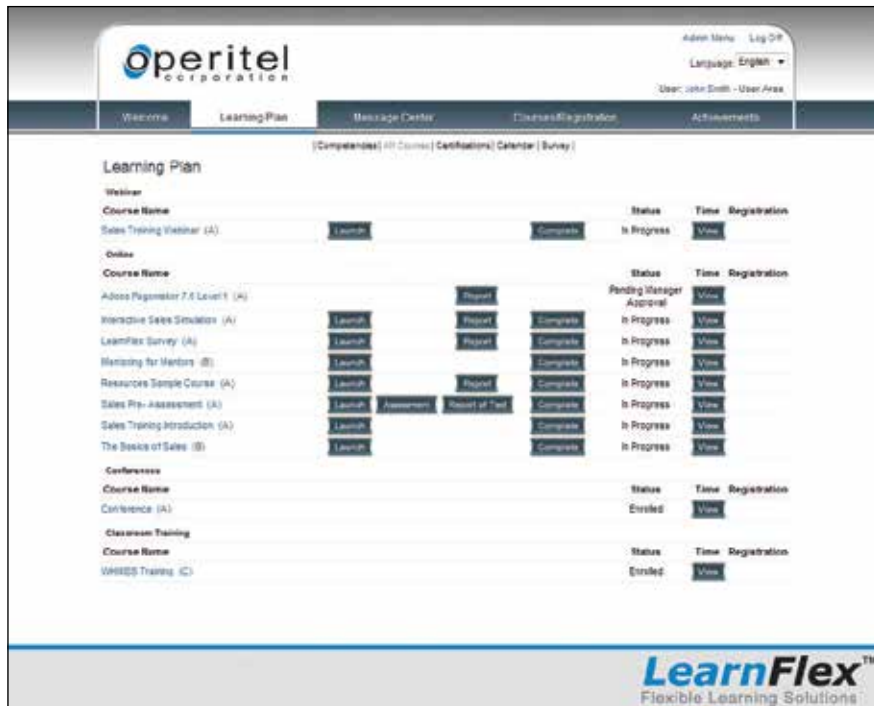 Admin Menu Log Off
operitel
corporation
Language: English
User: John Smith - User Area
Welcome Learning Plan Message Center Courses/Registration Achievements
|Competencies| All Courses| Certifications| Calendar | Survey |
Learning Plan
Webinar
Course Name Status Time Registration
Sales Training Webinar (A) Launch Complete In Progress View
Online
Course Name Status Time Registration
Adobe Pagemaker 7.0 Level 1 (A) Report Pending Manager Approval View
Interactive Sales Simulation (A) Launch Report Complete In Progress View
LearnFlex Survey (A) Launch Report Complete In Progress View
Mentoring for Mentors (B) Launch Complete In Progress View
Resources Sample Course (A) Launch Report Complete In Progress View
Sales Pre- Assessment (A) Launch Assessment Report of Test Complete In Progress View
Sales Training Introduction (A) Launch Complete In Progress View
The Basics of Sales (B) Launch Complete In Progress View
Conferences
Course Name Status Time Registration
Conference (A) Enrolled View
Classroom Training
Course Name Status Time Registration
WHMIS Training (C) Enrolled View
LearnFlex™
Flexible Learning Solutions